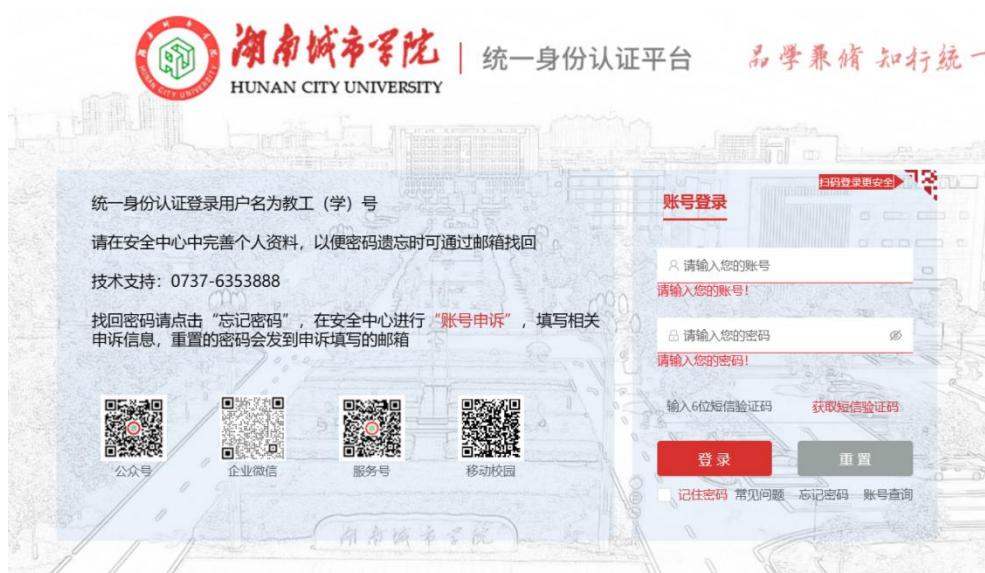 湖南城市学院
HUNAN CITY UNIVERSITY
统一身份认证平台
品學兼脩 知行統一
统一身份认证登录用户名为教工（学）号
请在安全中心中完善个人资料，以便密码遗忘时可通过邮箱找回
技术支持：0737-6353888
找回密码请点击“忘记密码”，在安全中心进行“账号申诉”，填写相关
申诉信息，重置的密码会发到申诉填写的邮箱
公众号
企业微信
服务号
移动校园
扫码登录更安全
账号登录
请输入您的账号
请输入您的账号！
请输入您的密码
请输入您的密码！
输入6位短信验证码 获取短信验证码
登录 重置
记住密码 常见问题 忘记密码 账号查询
湖南城市学院